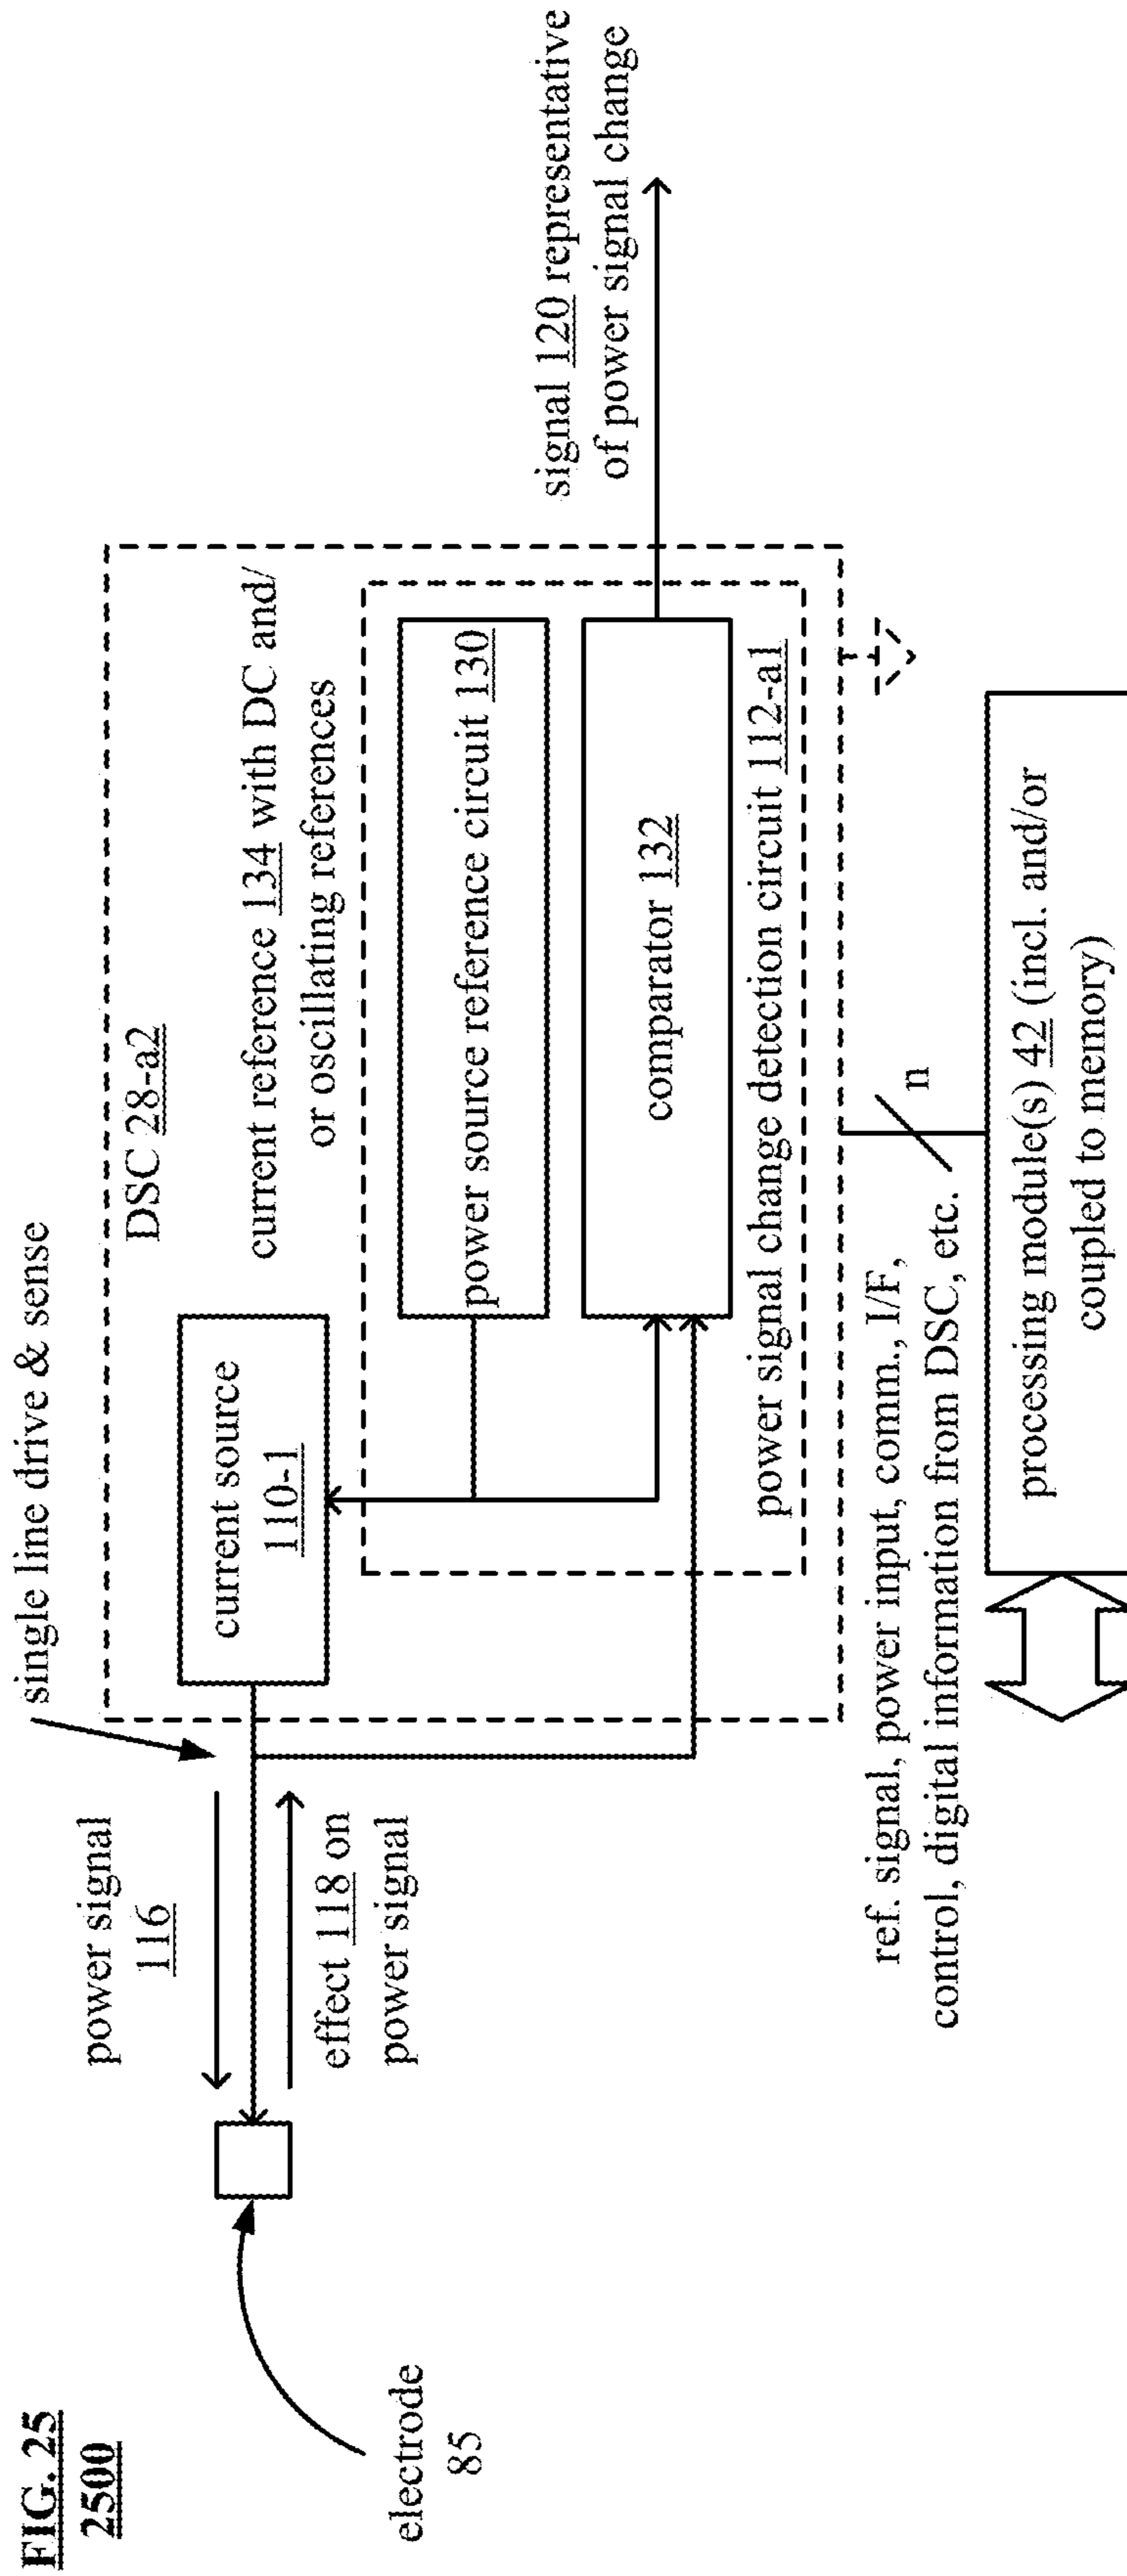 FIG. 25
2500
single line drive & sense
power signal
116
effect 118 on
power signal
electrode
85
DSC 28-a2
current source
110-1
current reference 134 with DC and/
or oscillating references
power source reference circuit 130
comparator 132
power signal change detection circuit 112-a1
signal 120 representative
of power signal change
ref. signal, power input, comm., I/F,
control, digital information from DSC, etc.
n
processing module(s) 42 (incl. and/or
coupled to memory)